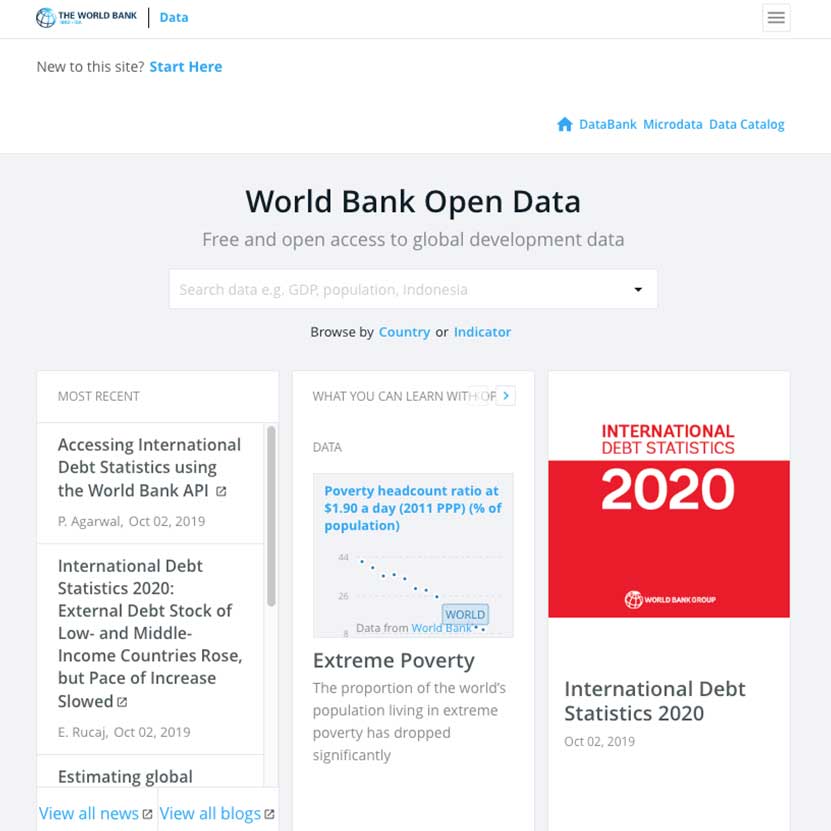 THE WORLD BANK
IBRD • IDA
Data
New to this site? Start Here
DataBank Microdata Data Catalog
World Bank Open Data
Free and open access to global development data
Search data e.g. GDP, population, Indonesia
Browse by Country or Indicator
MOST RECENT
Accessing International
Debt Statistics using
the World Bank API
P. Agarwal, Oct 02, 2019
International Debt
Statistics 2020:
External Debt Stock of
Low- and Middle-
Income Countries Rose,
but Pace of Increase
Slowed
E. Rucaj, Oct 02, 2019
Estimating global
View all news
View all blogs
WHAT YOU CAN LEARN WITH OP
DATA
Poverty headcount ratio at
$1.90 a day (2011 PPP) (% of
population)
44
26
WORLD
8
Data from World Bank
Extreme Poverty
The proportion of the world's
population living in extreme
poverty has dropped
significantly
INTERNATIONAL
DEBT STATISTICS
2020
WORLD BANK GROUP
International Debt
Statistics 2020
Oct 02, 2019